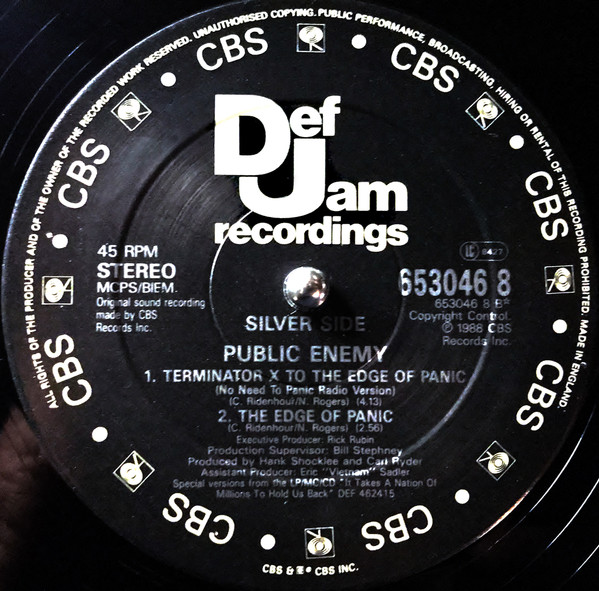 ALL RIGHTS OF THE PRODUCER AND OF THE OWNER OF THE RECORDED WORK RESERVED. UNAUTHORISED COPYING. PUBLIC PERFORMANCE, BROADCASTING, HIRING OR RENTAL OF THIS RECORDING PROHIBITED. MADE IN ENGLAND.
CBS
CBS
CBS
CBS
CBS
CBS
CBS
CBS
Def
Jam
recordings
45 RPM
STEREO
MCPS/BIEM.
Original sound recording
made by CBS
Records Inc.
LC 8427
653046 8
653046 8 B*
Copyright Control.
℗ 1988 CBS
Records Inc.
SILVER SIDE
PUBLIC ENEMY
1. TERMINATOR X TO THE EDGE OF PANIC
(No Need To Panic Radio Version)
(C. Ridenhour/N. Rogers) (4.13)
2. THE EDGE OF PANIC
(C. Ridenhour/N. Rogers) (2.56)
Executive Producer: Rick Rubin
Production Supervisor: Bill Stephney
Produced by Hank Shocklee and Carl Ryder
Assistant Producer: Eric "Vietnam" Sadler
Special versions from the LP/MC/CD "It Takes A Nation Of
Millions To Hold Us Back" DEF 462415
CBS & CBS INC.